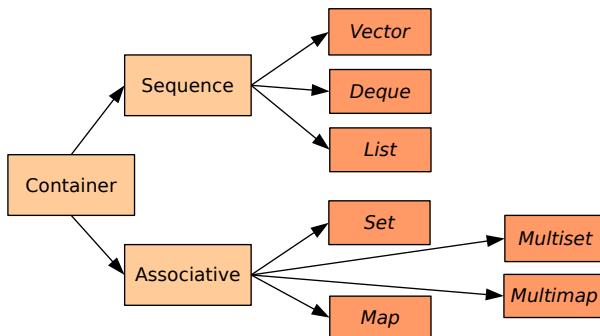 Vector
Sequence
Deque
List
Container
Set
Multiset
Associative
Multimap
Map